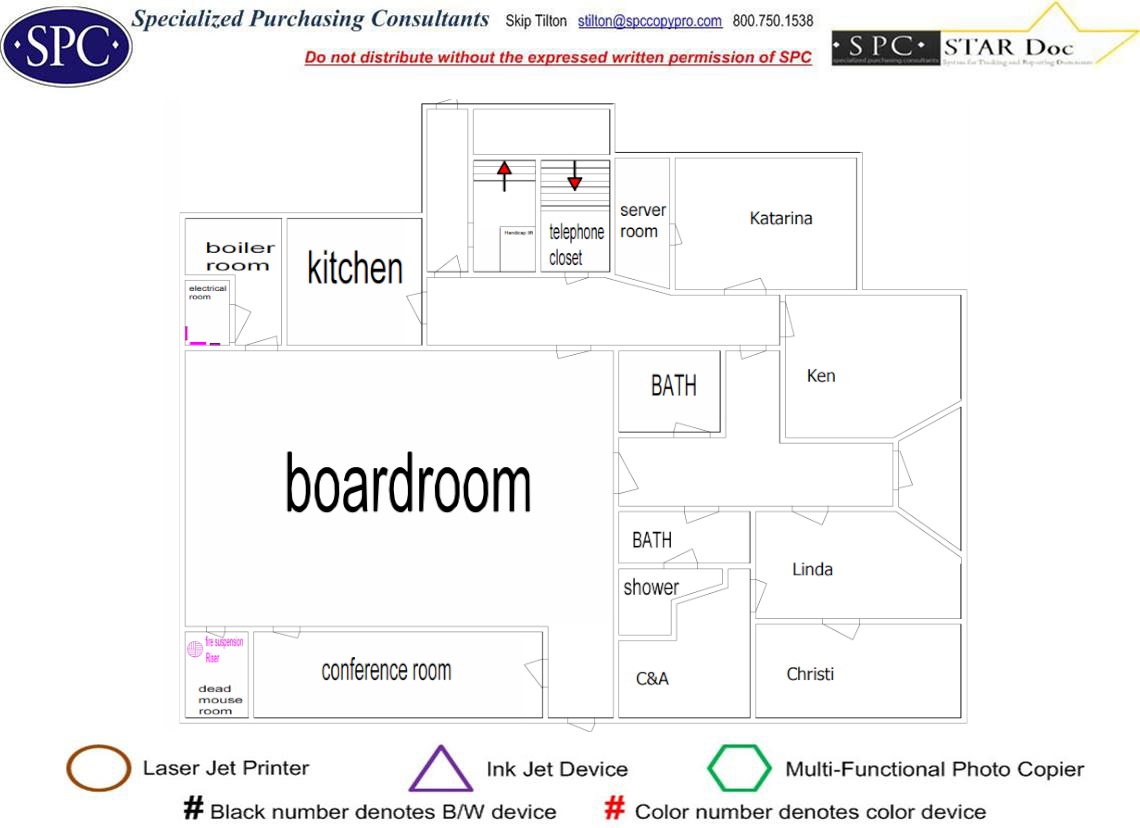 Specialized Purchasing Consultants Skip Tilton stilton@spccopypro.com 800.750.1538
·SPC·
Do not distribute without the expressed written permission of SPC
·SPC· STAR Doc
specialized purchasing consultants System for Tracking and Reporting Documents
server
room
Katarina
boiler
room
kitchen
Handicap lift
telephone
closet
electrical
room
BATH
Ken
boardroom
BATH
Linda
shower
fire suspension
Riser
conference room
C&A
Christi
dead
mouse
room
Laser Jet Printer
Ink Jet Device
Multi-Functional Photo Copier
# Black number denotes B/W device
# Color number denotes color device